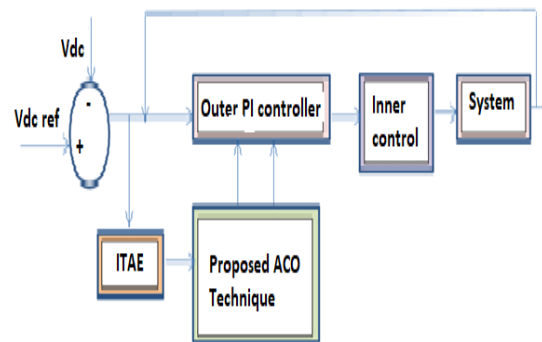 Vdc
-
Vdc ref
+
Outer PI controller
Inner
control
System
ITAE
Proposed ACO
Technique